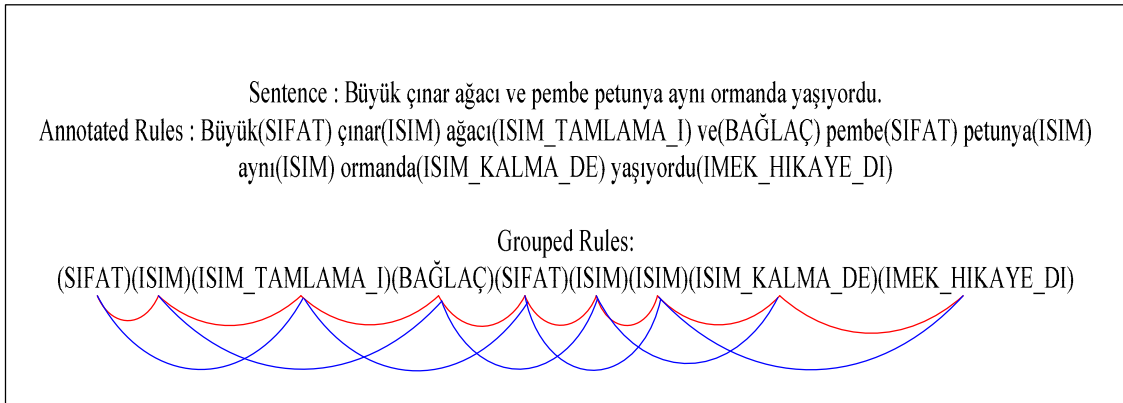 Sentence : Büyük çınar ağacı ve pembe petunya aynı ormanda yaşıyordu.
Annotated Rules : Büyük(SIFAT) çınar(ISIM) ağacı(ISIM_TAMLAMA_I) ve(BAĞLAÇ) pembe(SIFAT) petunya(ISIM)
aynı(ISIM) ormanda(ISIM_KALMA_DE) yaşıyordu(IMEK_HIKAYE_DI)
Grouped Rules:
(SIFAT)(ISIM)(ISIM_TAMLAMA_I)(BAĞLAÇ)(SIFAT)(ISIM)(ISIM)(ISIM_KALMA_DE)(IMEK_HIKAYE_DI)